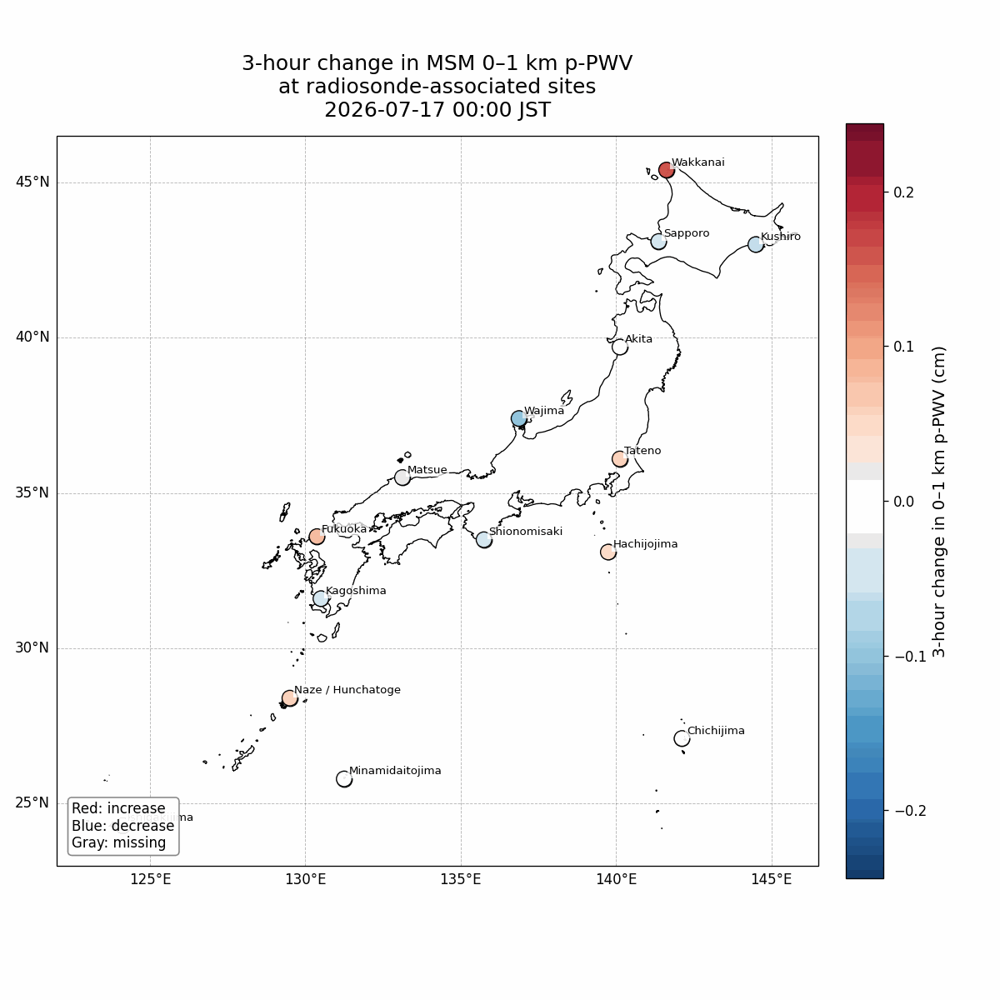 3-hour change in MSM 0–1 km p-PWV
at radiosonde-associated sites
2026-07-17 00:00 JST
45°N
40°N
35°N
30°N
25°N
125°E
130°E
135°E
140°E
145°E
Wakkanai
Sapporo
Kushiro
Akita
Wajima
Tateno
Matsue
Fukuoka
Shionomisaki
Hachijojima
Kagoshima
Naze / Hunchatoge
Chichijima
Minamidaitojima
Red: increase
Blue: decrease
Gray: missing
0.2
0.1
0.0
−0.1
−0.2
3-hour change in 0–1 km p-PWV (cm)